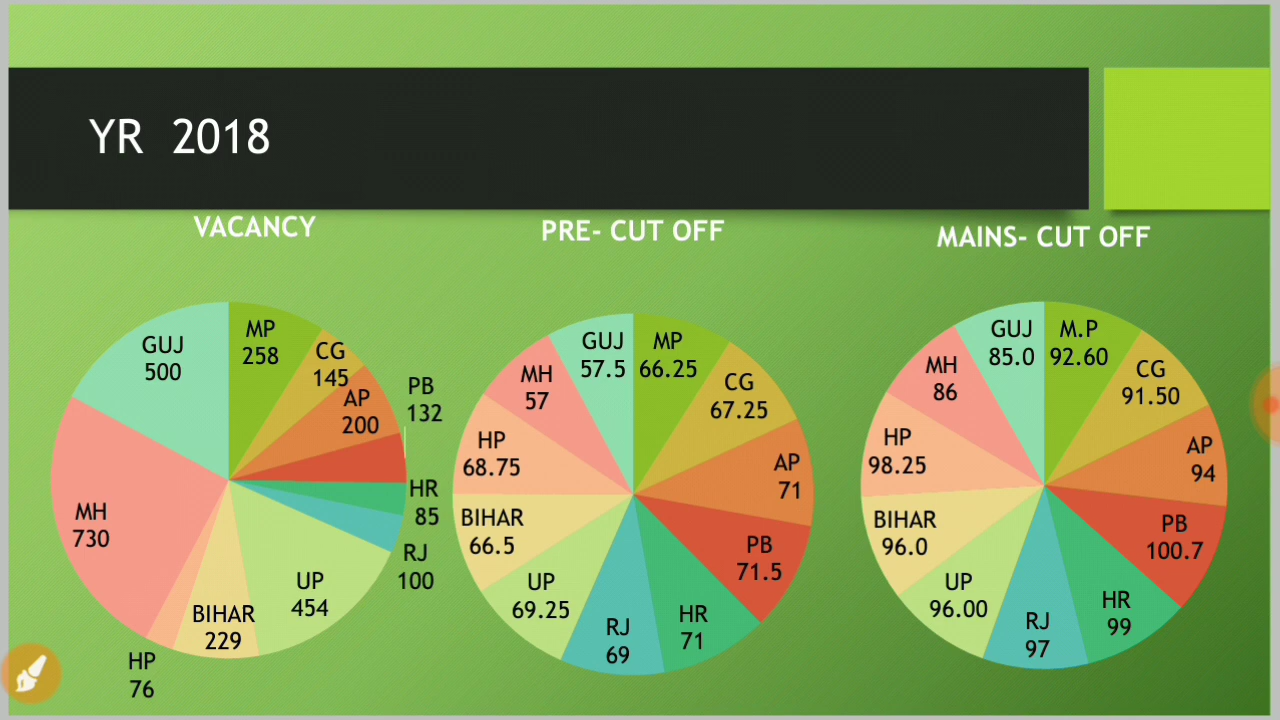 YR 2018
VACANCY
MP
258
CG
145
AP
200
PB
132
HR
85
RJ
100
UP
454
BIHAR
229
HP
76
MH
730
GUJ
500
PRE- CUT OFF
MP
66.25
CG
67.25
AP
71
PB
71.5
HR
71
RJ
69
UP
69.25
BIHAR
66.5
HP
68.75
MH
57
GUJ
57.5
MAINS- CUT OFF
M.P
92.60
CG
91.50
AP
94
PB
100.7
HR
99
RJ
97
UP
96.00
BIHAR
96.0
HP
98.25
MH
86
GUJ
85.0